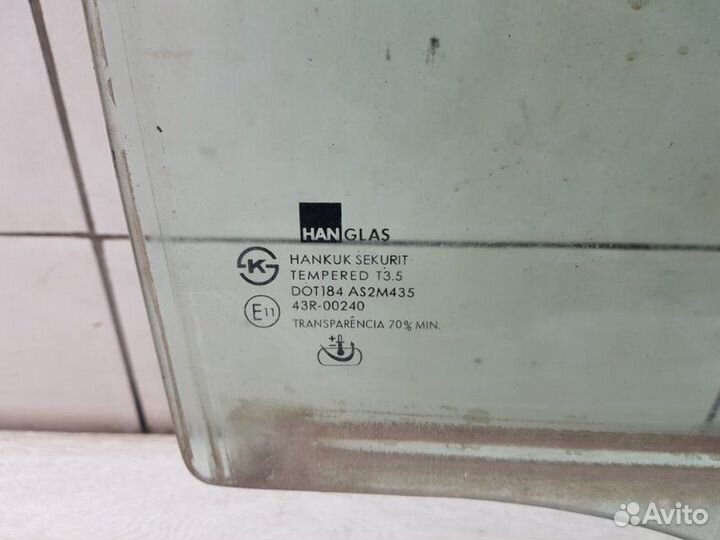 HANGLAS
HANKUK SEKURIT
TEMPERED T3.5
DOT184 AS2M435
43R-00240
TRANSPARÊNCIA 70% MIN.
K
E11
Avito